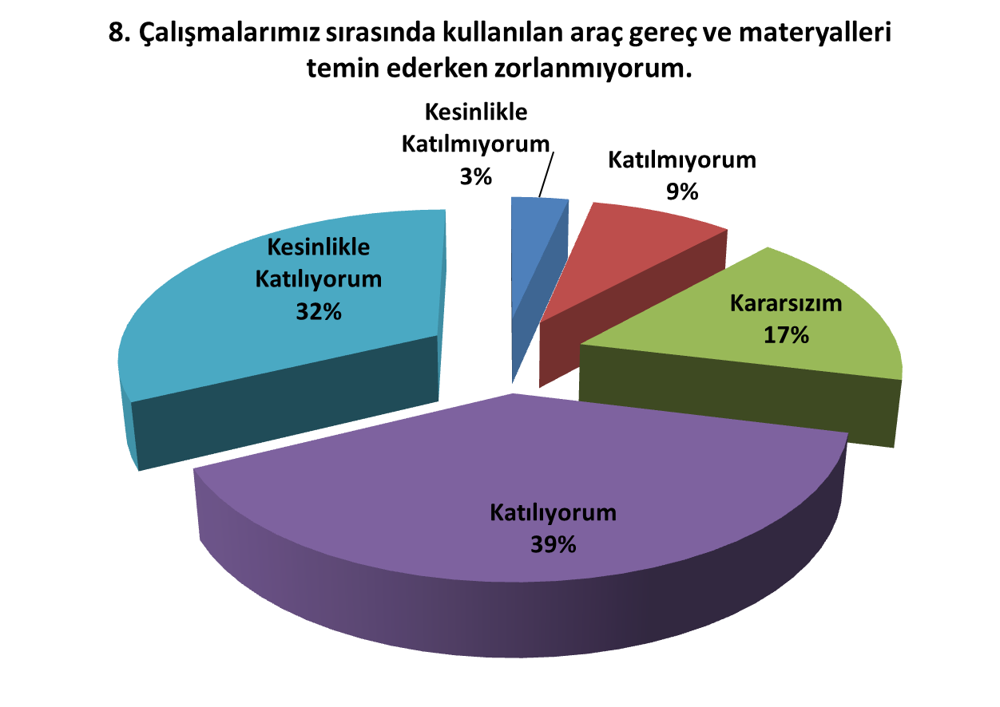 8. Çalışmalarımız sırasında kullanılan araç gereç ve materyalleri
temin ederken zorlanmıyorum.
Kesinlikle
Katılmıyorum
3%
Katılmıyorum
9%
Kararsızım
17%
Katılıyorum
39%
Kesinlikle
Katılıyorum
32%